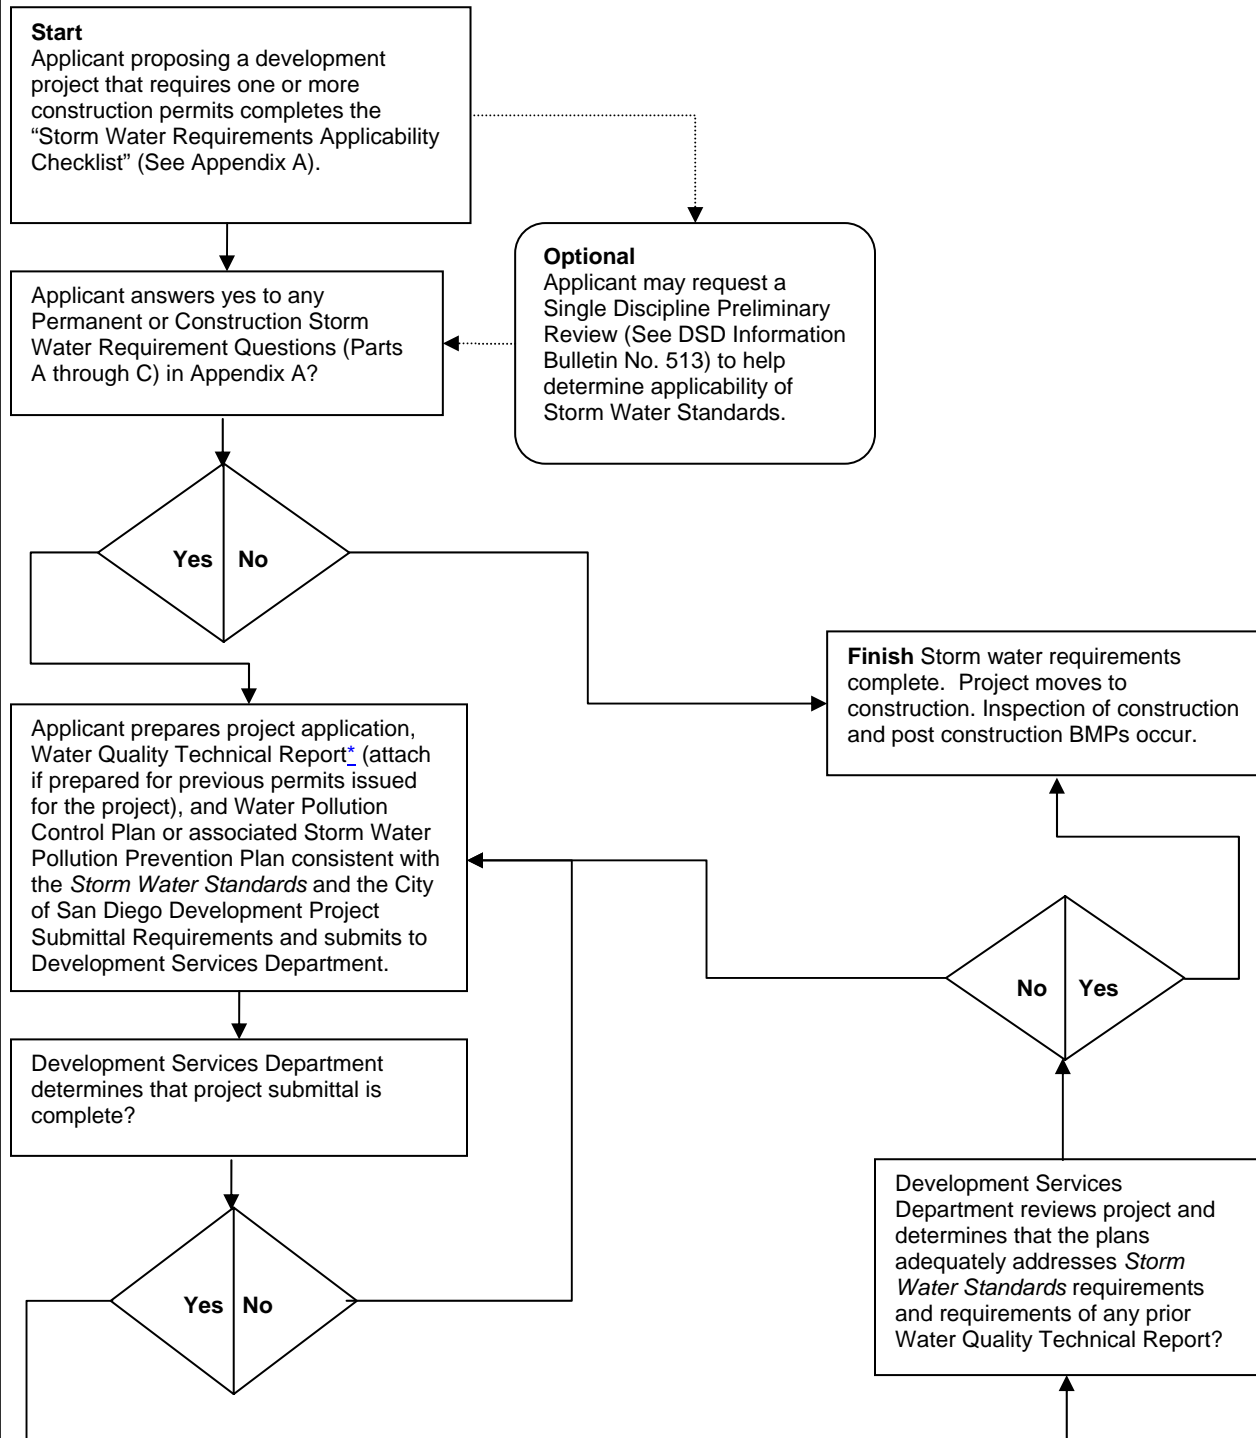 Start
Applicant proposing a development
project that requires one or more
construction permits completes the
“Storm Water Requirements Applicability
Checklist” (See Appendix A).
Optional
Applicant may request a
Single Discipline Preliminary
Review (See DSD Information
Bulletin No. 513) to help
determine applicability of
Storm Water Standards.
Applicant answers yes to any
Permanent or Construction Storm
Water Requirement Questions (Parts
A through C) in Appendix A?
Yes No
Finish Storm water requirements
complete. Project moves to
construction. Inspection of construction
and post construction BMPs occur.
Applicant prepares project application,
Water Quality Technical Report* (attach
if prepared for previous permits issued
for the project), and Water Pollution
Control Plan or associated Storm Water
Pollution Prevention Plan consistent with
the Storm Water Standards and the City
of San Diego Development Project
Submittal Requirements and submits to
Development Services Department.
No Yes
Development Services Department
determines that project submittal is
complete?
Yes No
Development Services
Department reviews project and
determines that the plans
adequately addresses Storm
Water Standards requirements
and requirements of any prior
Water Quality Technical Report?